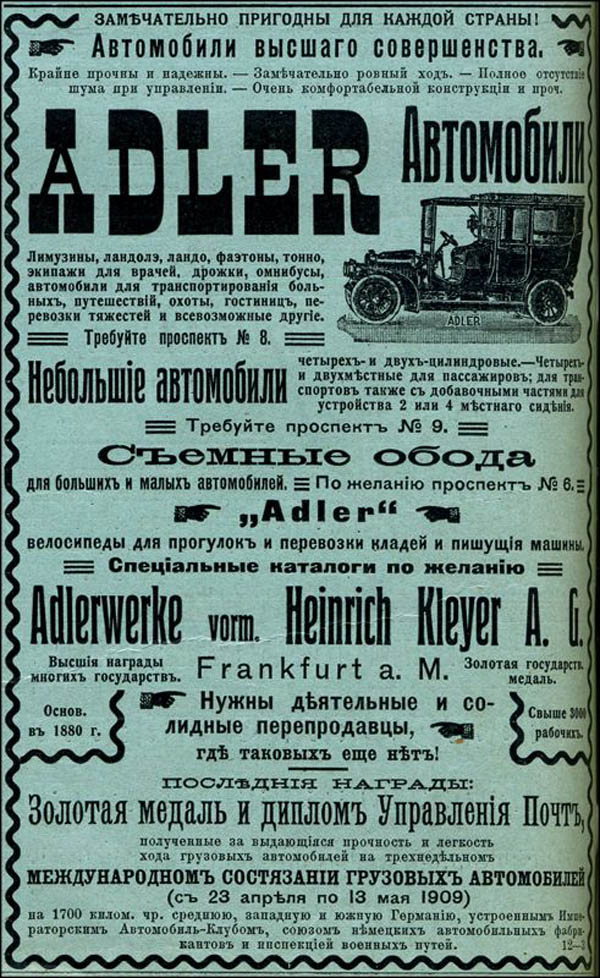 ЗАМѢЧАТЕЛЬНО ПРИГОДНЫ ДЛЯ КАЖДОЙ СТРАНЫ!
Автомобили высшаго совершенства.
Крайне прочны и надежны. — Замѣчательно ровный ходъ. — Полное отсутствіе
шума при управленіи. — Очень комфортабельной конструкціи и проч.
ADLER Автомобили
Лимузины, ландолэ, ландо, фаэтоны, тонно,
экипажи для врачей, дрожки, омнибусы,
автомобили для транспортированія боль-
ныхъ, путешествій, охоты, гостиницъ, пе-
ревозки тяжестей и всевозможные другіе.
ADLER
Требуйте проспектъ № 8.
Небольшіе автомобили
четырехъ- и двухъ-цилиндровые.—Четырехъ-
и двухмѣстные для пассажировъ; для тран-
спортовъ также съ добавочными частями для
устройства 2 или 4 мѣстнаго сидѣнія.
Требуйте проспектъ № 9.
Съемные обода
для большихъ и малыхъ автомобилей. По желанію проспектъ № 6.
„Adler“
велосипеды для прогулокъ и перевозки кладей и пишущія машины.
Спеціальные каталоги по желанію
Adlerwerke vorm. Heinrich Kleyer A. G.
Высшія награды
многихъ государствъ.
Frankfurt a. M.
Золотая государств.
медаль.
Основ.
въ 1880 г.
Нужны дѣятельные и со-
лидные перепродавцы,
гдѣ таковыхъ еще нѣтъ!
Свыше 3000
рабочихъ.
ПОСЛѢДНІЯ НАГРАДЫ:
Золотая медаль и дипломъ Управленія Почтъ,
полученные за выдающіяся прочность и легкость
хода грузовыхъ автомобилей на трехнедѣльномъ
МЕЖДУНАРОДНОМЪ СОСТЯЗАНІИ ГРУЗОВЫХЪ АВТОМОБИЛЕЙ
(съ 23 апрѣля по 13 мая 1909)
на 1700 килом. чр. среднюю, западную и южную Германію, устроеннымъ Импе-
раторскимъ Автомобиль-Клубомъ, союзомъ нѣмецкихъ автомобильныхъ фабри-
кантовъ и инспекціей военныхъ путей.
12—3